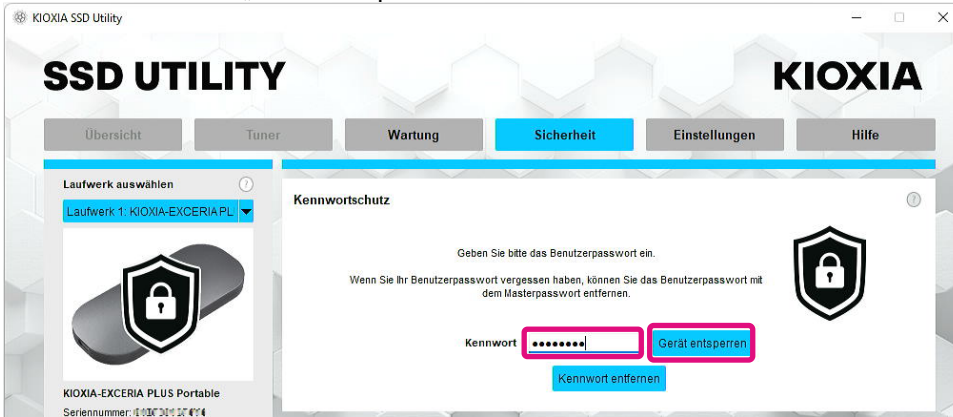 KIOXIA SSD Utility
SSD UTILITY
KIOXIA
Übersicht
Tuner
Wartung
Sicherheit
Einstellungen
Hilfe
Laufwerk auswählen
?
Laufwerk 1: KIOXIA-EXCERIA PL
Kennwortschutz
?
Geben Sie bitte das Benutzerpasswort ein.
Wenn Sie Ihr Benutzerpasswort vergessen haben, können Sie das Benutzerpasswort mit
dem Masterpasswort entfernen.
Kennwort
••••••••
Gerät entsperren
Kennwort entfernen
KIOXIA-EXCERIA PLUS Portable
Seriennummer: